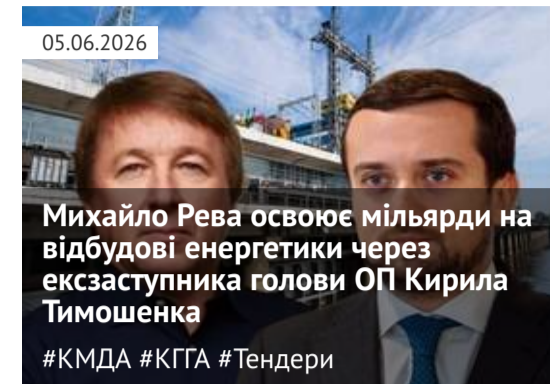 05.06.2026
Михайло Рева освоює мільярди на
відбудові енергетики через
ексзаступника голови ОП Кирила
Тимошенка
#КМДА #КГГА #Тендери